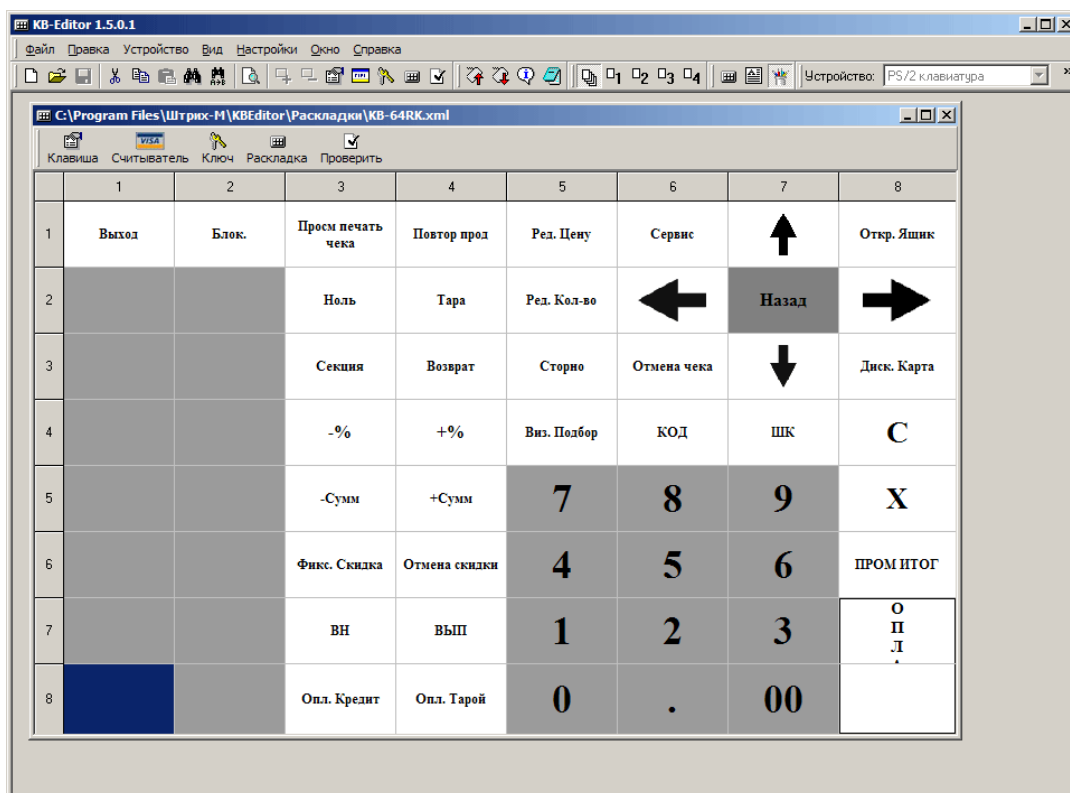 KB-Editor 1.5.0.1
Файл Правка Устройство Вид Настройки Окно Справка
Устройство: PS/2 клавиатура
C:\Program Files\Штрих-М\KBEditor\Раскладки\KB-64RK.xml
Клавиша Считыватель Ключ Раскладка Проверить
1 2 3 4 5 6 7 8
1 Выход Блок. Просм печать чека Повтор прод Ред. Цену Сервис Откр. Яшик
2 Ноль Тара Ред. Кол-во Назад
3 Секция Возврат Сторно Отмена чека Диск. Карта
4 -% +% Виз. Подбор КОД ШК С
5 -Сумм +Сумм 7 8 9 X
6 Фикс. Скидка Отмена скидки 4 5 6 ПРОМ ИТОГ
7 ВН ВЫП 1 2 3 О
П
Л
8 Опл. Кредит Опл. Тарой 0 . 00